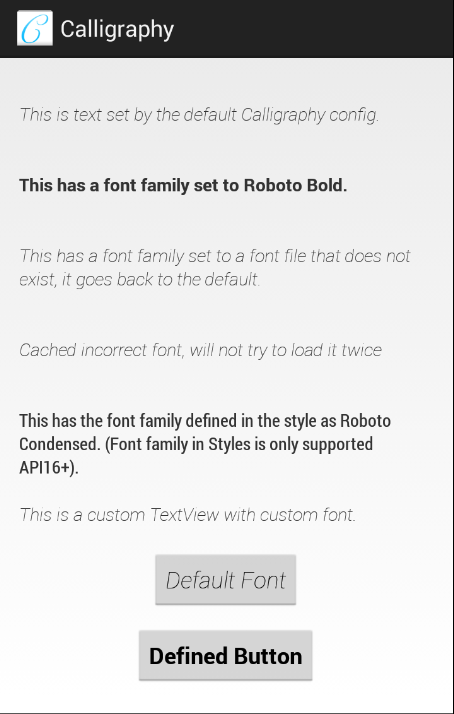 Calligraphy
This is text set by the default Calligraphy config.
This has a font family set to Roboto Bold.
This has a font family set to a font file that does not
exist, it goes back to the default.
Cached incorrect font, will not try to load it twice
This has the font family defined in the style as Roboto
Condensed. (Font family in Styles is only supported
API16+).
This is a custom TextView with custom font.
Default Font
Defined Button